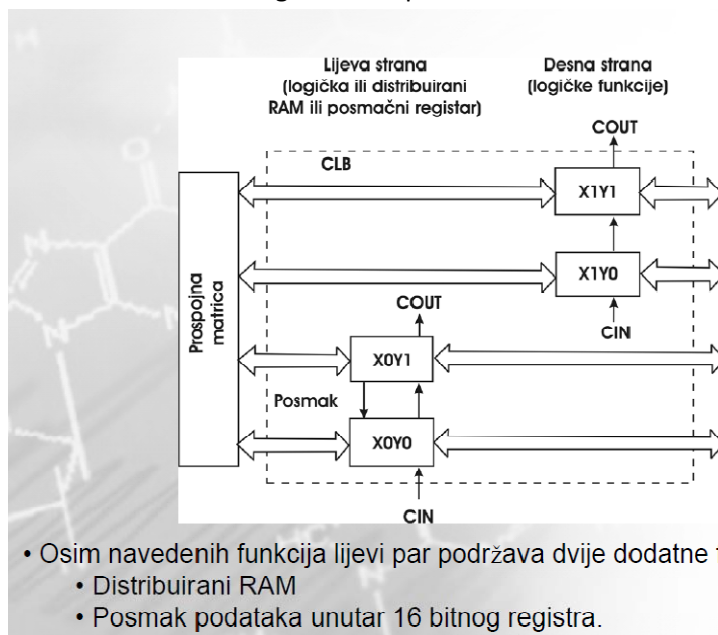 Lijeva strana
(logička ili distribuirani
RAM ili posmačni registar)
Desna strana
(logičke funkcije)
COUT
CLB
X1Y1
X1Y0
CIN
COUT
Prospojna
matrica
X0Y1
Posmak
X0Y0
CIN
• Osim navedenih funkcija lijevi par podržava dvije dodatne
• Distribuirani RAM
• Posmak podataka unutar 16 bitnog registra.